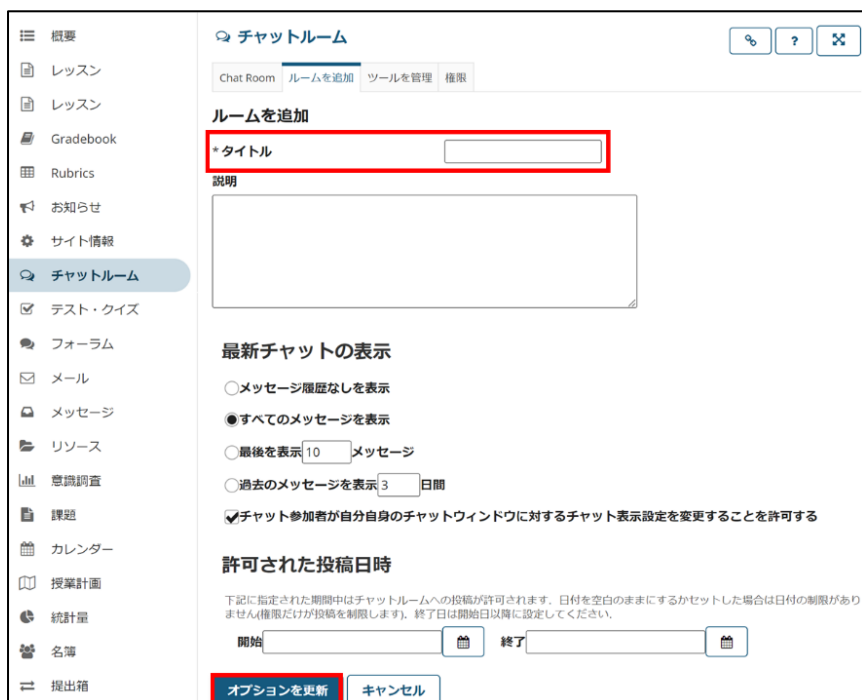 概要
レッスン
レッスン
Gradebook
Rubrics
お知らせ
サイト情報
チャットルーム
テスト・クイズ
フォーラム
メール
メッセージ
リソース
意識調査
課題
カレンダー
授業計画
統計量
名簿
提出箱
チャットルーム
?
Chat Room ルームを追加 ツールを管理 権限
ルームを追加
* タイトル
説明
最新チャットの表示
メッセージ履歴なしを表示
すべてのメッセージを表示
最後を表示 10 メッセージ
過去のメッセージを表示 3 日間
チャット参加者が自分自身のチャットウィンドウに対するチャット表示設定を変更することを許可する
許可された投稿日時
下記に指定された期間中はチャットルームへの投稿が許可されます．日付を空白のままにするかセットした場合は日付の制限があり
ません(権限だけが投稿を制限します)．終了日は開始日以降に設定してください．
開始 終了
オプションを更新 キャンセル